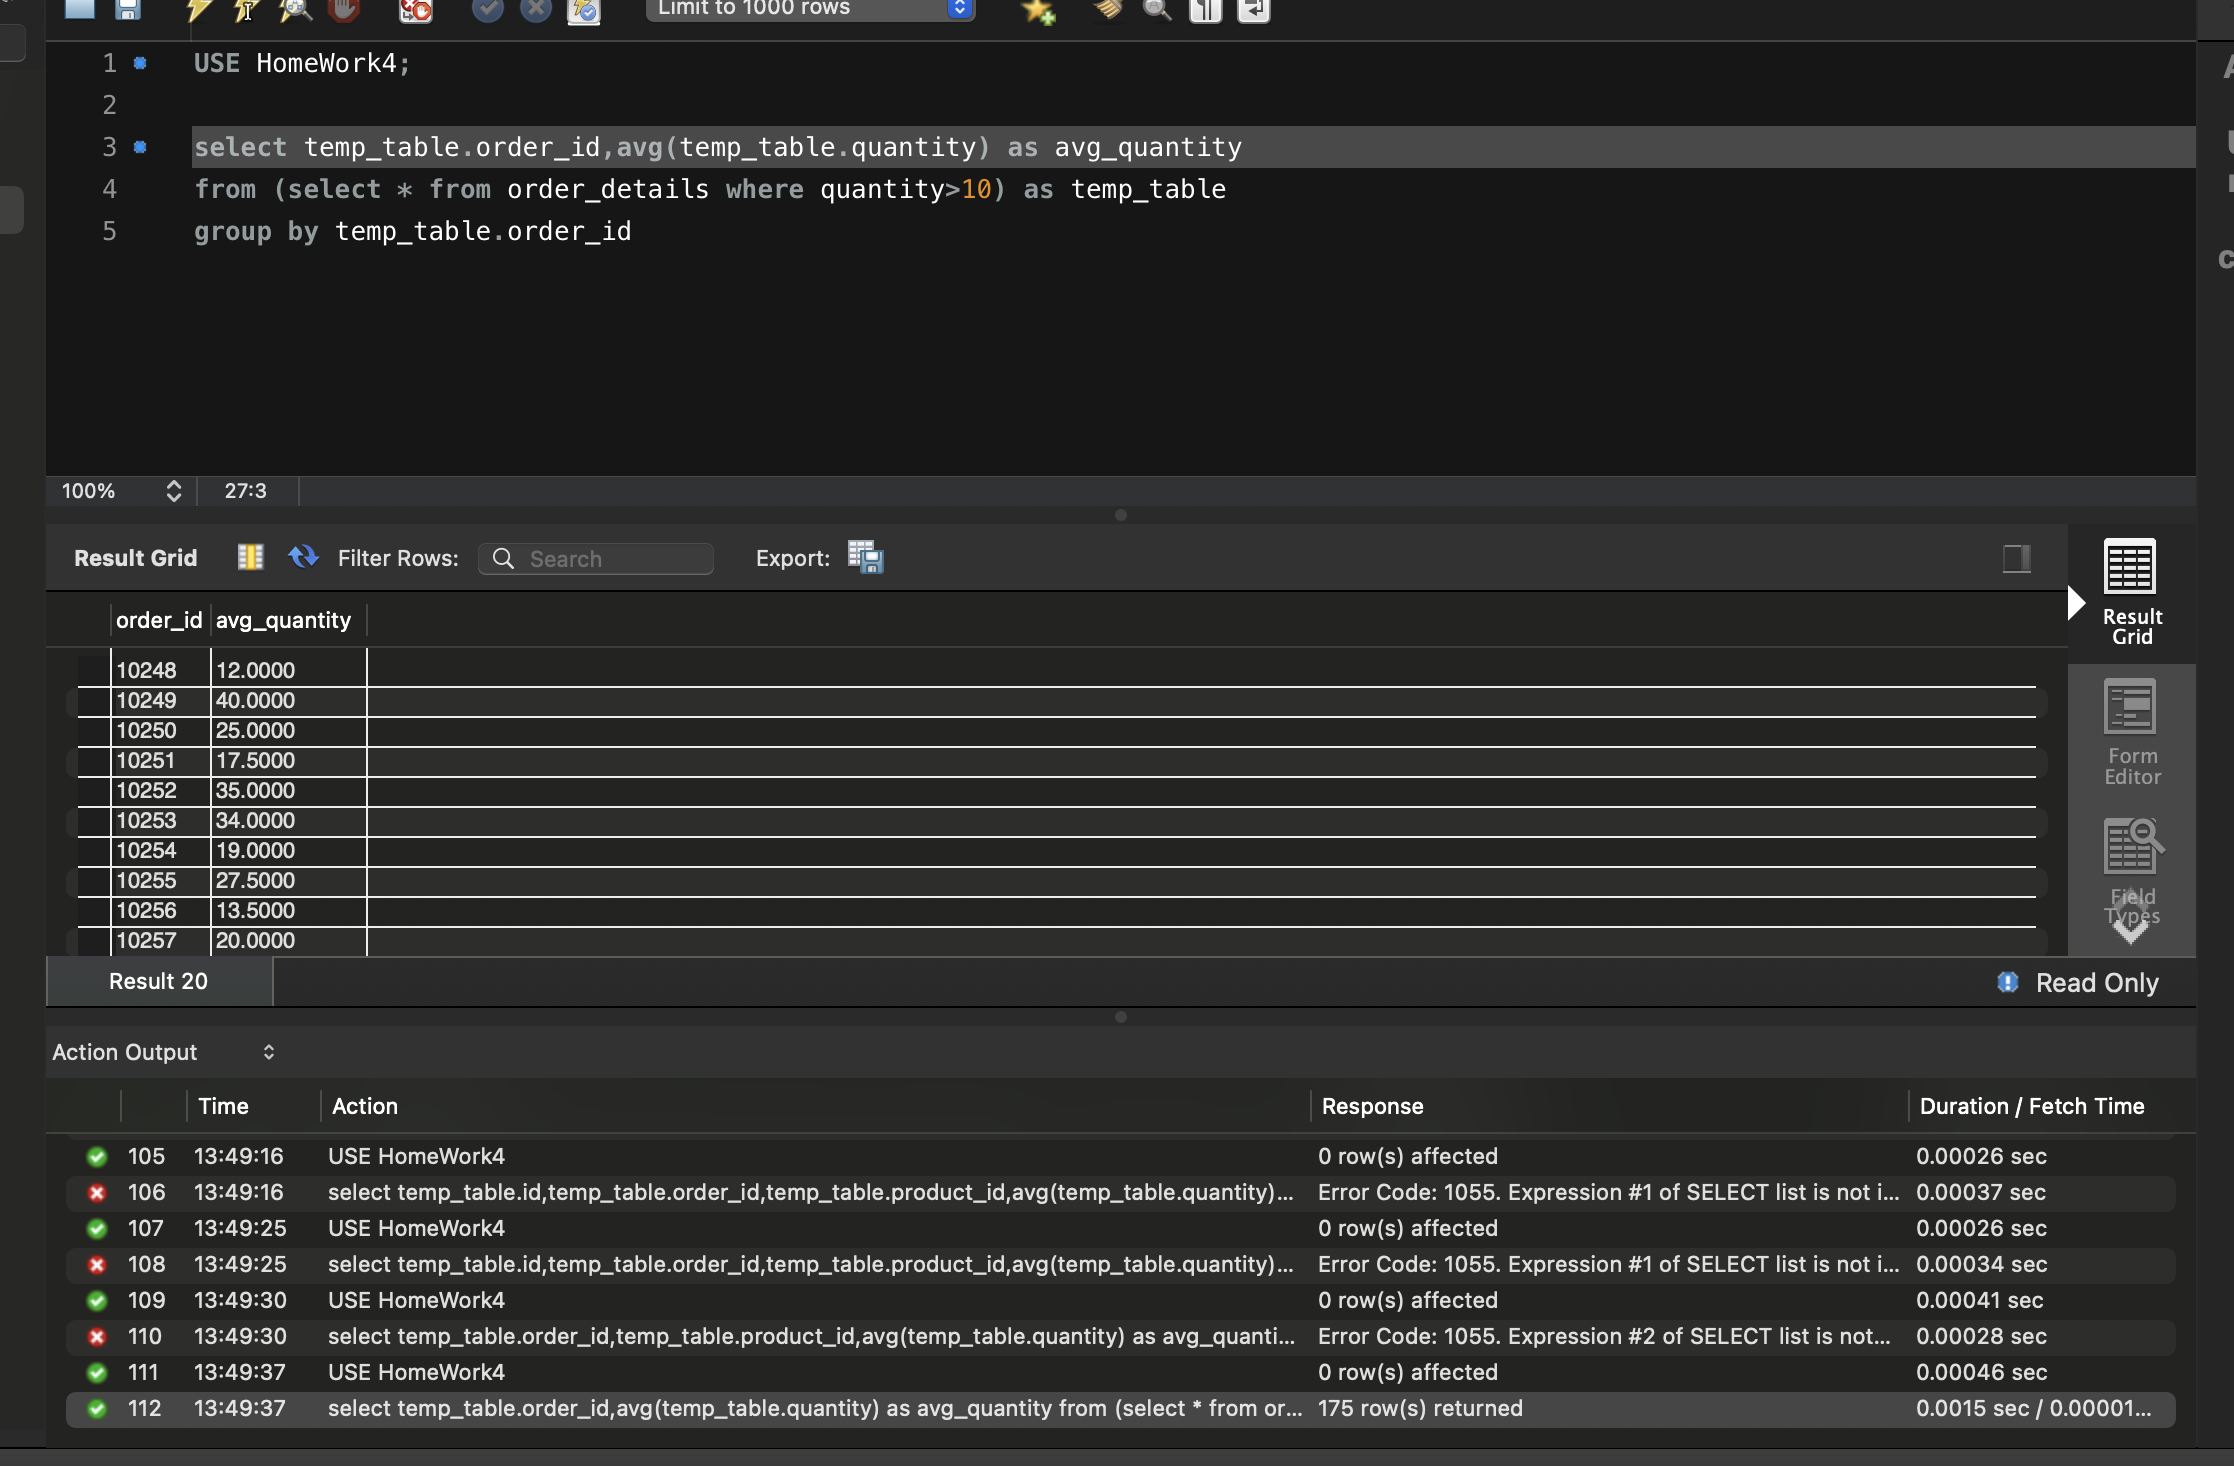 Limit to 1000 rows
1 USE HomeWork4;
2
3 select temp_table.order_id,avg(temp_table.quantity) as avg_quantity
4 from (select * from order_details where quantity>10) as temp_table
5 group by temp_table.order_id
100% 27:3
Result Grid Filter Rows: Search Export:
Result
Grid
Form
Editor
Field
Types
order_id avg_quantity
10248 12.0000
10249 40.0000
10250 25.0000
10251 17.5000
10252 35.0000
10253 34.0000
10254 19.0000
10255 27.5000
10256 13.5000
10257 20.0000
Result 20 Read Only
Action Output
Time Action Response Duration / Fetch Time
105 13:49:16 USE HomeWork4 0 row(s) affected 0.00026 sec
106 13:49:16 select temp_table.id,temp_table.order_id,temp_table.product_id,avg(temp_table.quantity)... Error Code: 1055. Expression #1 of SELECT list is not i... 0.00037 sec
107 13:49:25 USE HomeWork4 0 row(s) affected 0.00026 sec
108 13:49:25 select temp_table.id,temp_table.order_id,temp_table.product_id,avg(temp_table.quantity)... Error Code: 1055. Expression #1 of SELECT list is not i... 0.00034 sec
109 13:49:30 USE HomeWork4 0 row(s) affected 0.00041 sec
110 13:49:30 select temp_table.order_id,temp_table.product_id,avg(temp_table.quantity) as avg_quanti... Error Code: 1055. Expression #2 of SELECT list is not... 0.00028 sec
111 13:49:37 USE HomeWork4 0 row(s) affected 0.00046 sec
112 13:49:37 select temp_table.order_id,avg(temp_table.quantity) as avg_quantity from (select * from or... 175 row(s) returned 0.0015 sec / 0.00001...